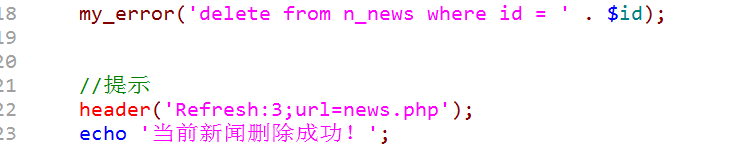 18 my_error('delete from n_news where id = ' . $id);
19
20
21 //提示
22 header('Refresh:3;url=news.php');
23 echo '当前新闻删除成功！';